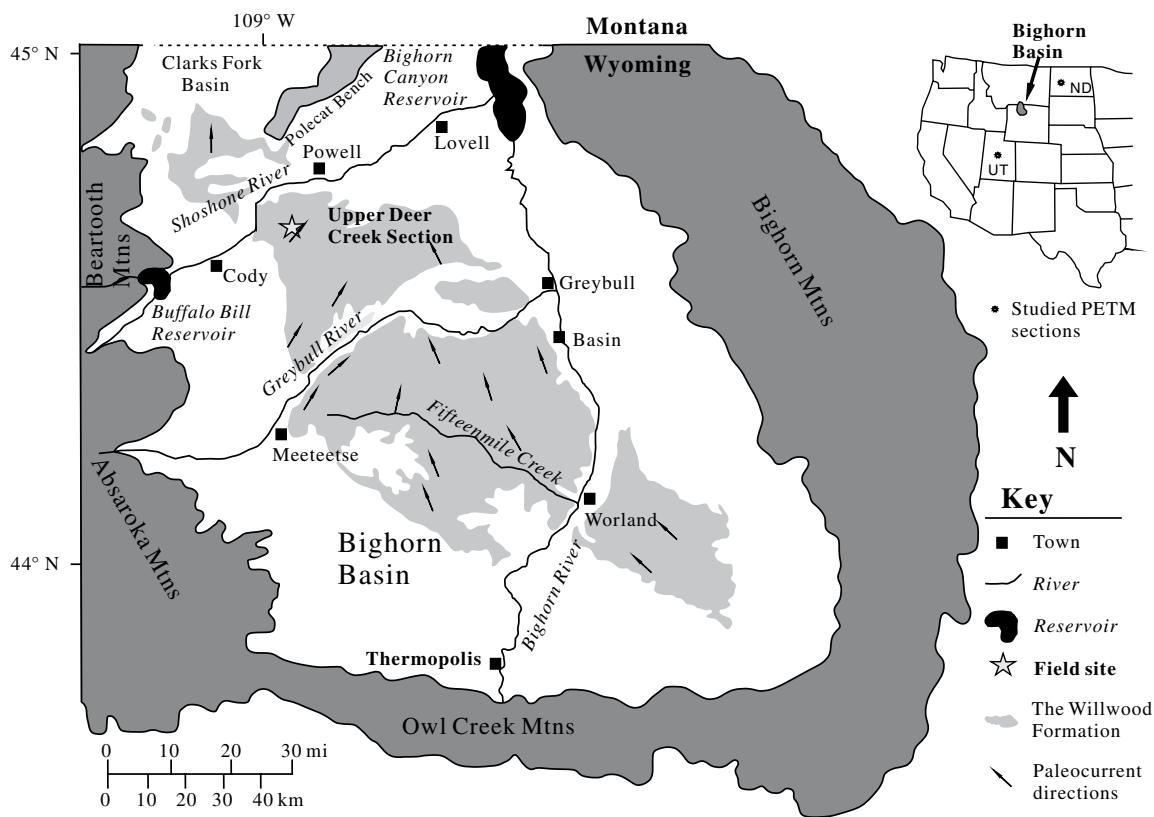 109° W
Montana
Wyoming
45° N
Clarks Fork
Basin
Polecat Bench
Bighorn
Canyon
Reservoir
Bighorn
Basin
ND
UT
Lovell
Powell
Shoshone River
Upper Deer
Creek Section
Beartooth
Mtns
Cody
Buffalo Bill
Reservoir
Greybull
Basin
Bighorn Mtns
Studied PETM
sections
Greybull River
Fifteenmile Creek
Meeteetse
N
Absaroka Mtns
Worland
Bighorn
Basin
44° N
Bighorn River
Thermopolis
Owl Creek Mtns
Key
Town
River
Reservoir
Field site
The Willwood
Formation
Paleocurrent
directions
0 10 20 30 mi
0 10 20 30 40 km